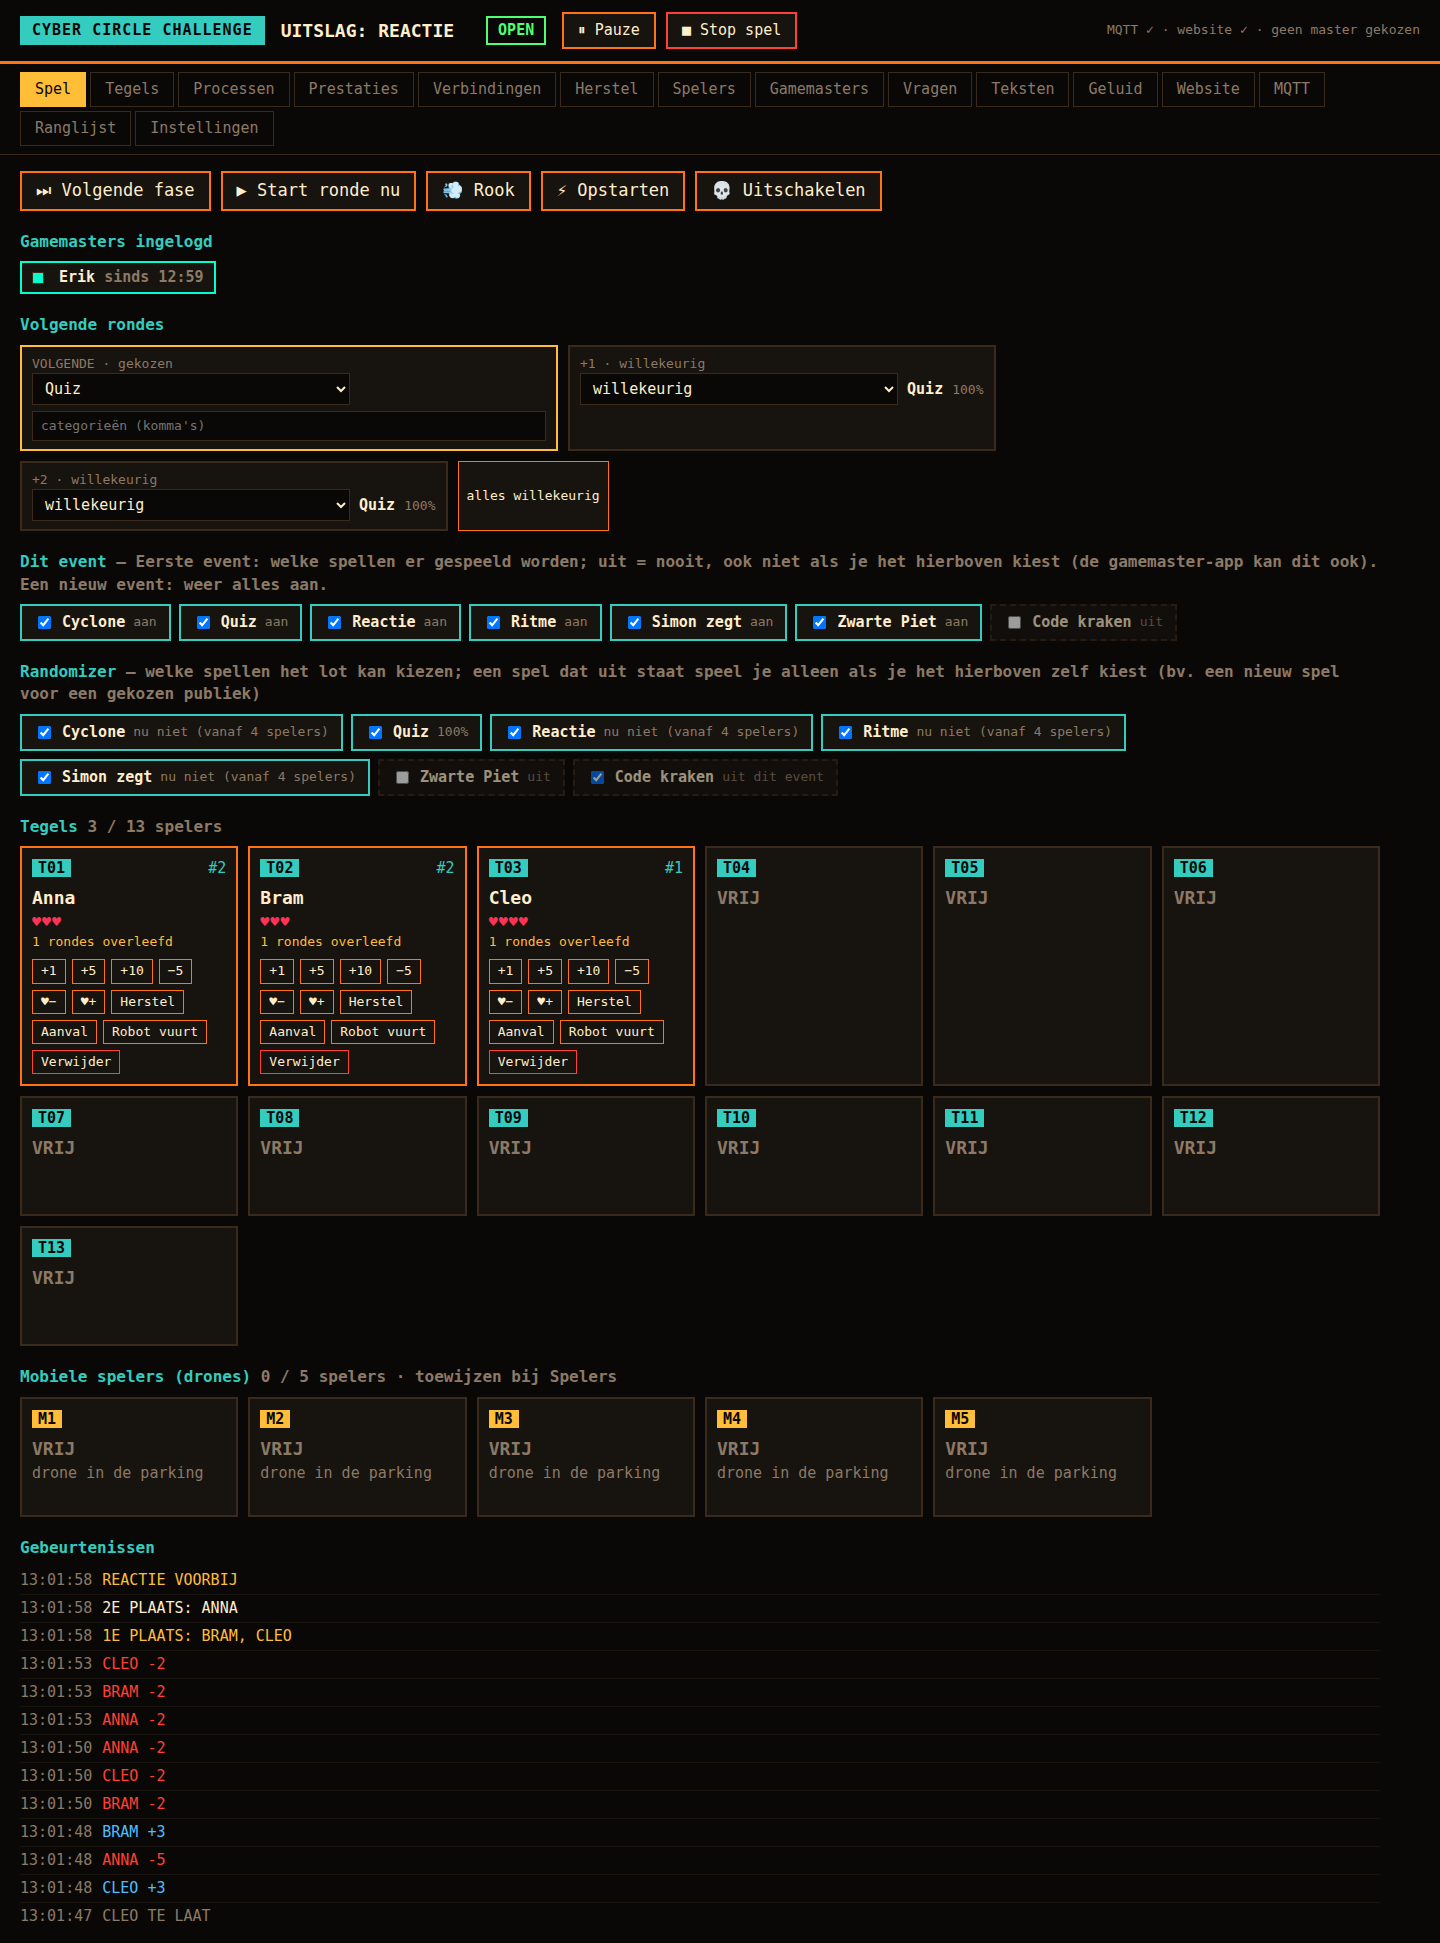 CYBER CIRCLE CHALLENGE UITSLAG: REACTIE OPEN ⏸ Pauze ■ Stop spel MQTT ✓ · website ✓ · geen master gekozen
Spel Tegels Processen Prestaties Verbindingen Herstel Spelers Gamemasters Vragen Teksten Geluid Website MQTT
Ranglijst Instellingen
⏭ Volgende fase ▶ Start ronde nu 💨 Rook ⚡ Opstarten 💀 Uitschakelen
Gamemasters ingelogd
Erik sinds 12:59
Volgende rondes
VOLGENDE · gekozen
Quiz
categorieën (komma's)
+1 · willekeurig
willekeurig Quiz 100%
+2 · willekeurig
willekeurig Quiz 100%
alles willekeurig
Dit event — Eerste event: welke spellen er gespeeld worden; uit = nooit, ook niet als je het hierboven kiest (de gamemaster-app kan dit ook).
Een nieuw event: weer alles aan.
Cyclone aan Quiz aan Reactie aan Ritme aan Simon zegt aan Zwarte Piet aan Code kraken uit
Randomizer — welke spellen het lot kan kiezen; een spel dat uit staat speel je alleen als je het hierboven zelf kiest (bv. een nieuw spel
voor een gekozen publiek)
Cyclone nu niet (vanaf 4 spelers) Quiz 100% Reactie nu niet (vanaf 4 spelers) Ritme nu niet (vanaf 4 spelers)
Simon zegt nu niet (vanaf 4 spelers) Zwarte Piet uit Code kraken uit dit event
Tegels 3 / 13 spelers
T01 #2
Anna
♥♥♥
1 rondes overleefd
+1 +5 +10 −5
♥− ♥+ Herstel
Aanval Robot vuurt
Verwijder
T02 #2
Bram
♥♥♥
1 rondes overleefd
+1 +5 +10 −5
♥− ♥+ Herstel
Aanval Robot vuurt
Verwijder
T03 #1
Cleo
♥♥♥♥
1 rondes overleefd
+1 +5 +10 −5
♥− ♥+ Herstel
Aanval Robot vuurt
Verwijder
T04
VRIJ
T05
VRIJ
T06
VRIJ
T07
VRIJ
T08
VRIJ
T09
VRIJ
T10
VRIJ
T11
VRIJ
T12
VRIJ
T13
VRIJ
Mobiele spelers (drones) 0 / 5 spelers · toewijzen bij Spelers
M1
VRIJ
drone in de parking
M2
VRIJ
drone in de parking
M3
VRIJ
drone in de parking
M4
VRIJ
drone in de parking
M5
VRIJ
drone in de parking
Gebeurtenissen
13:01:58 REACTIE VOORBIJ
13:01:58 2E PLAATS: ANNA
13:01:58 1E PLAATS: BRAM, CLEO
13:01:53 CLEO -2
13:01:53 BRAM -2
13:01:53 ANNA -2
13:01:50 ANNA -2
13:01:50 CLEO -2
13:01:50 BRAM -2
13:01:48 BRAM +3
13:01:48 ANNA -5
13:01:48 CLEO +3
13:01:47 CLEO TE LAAT